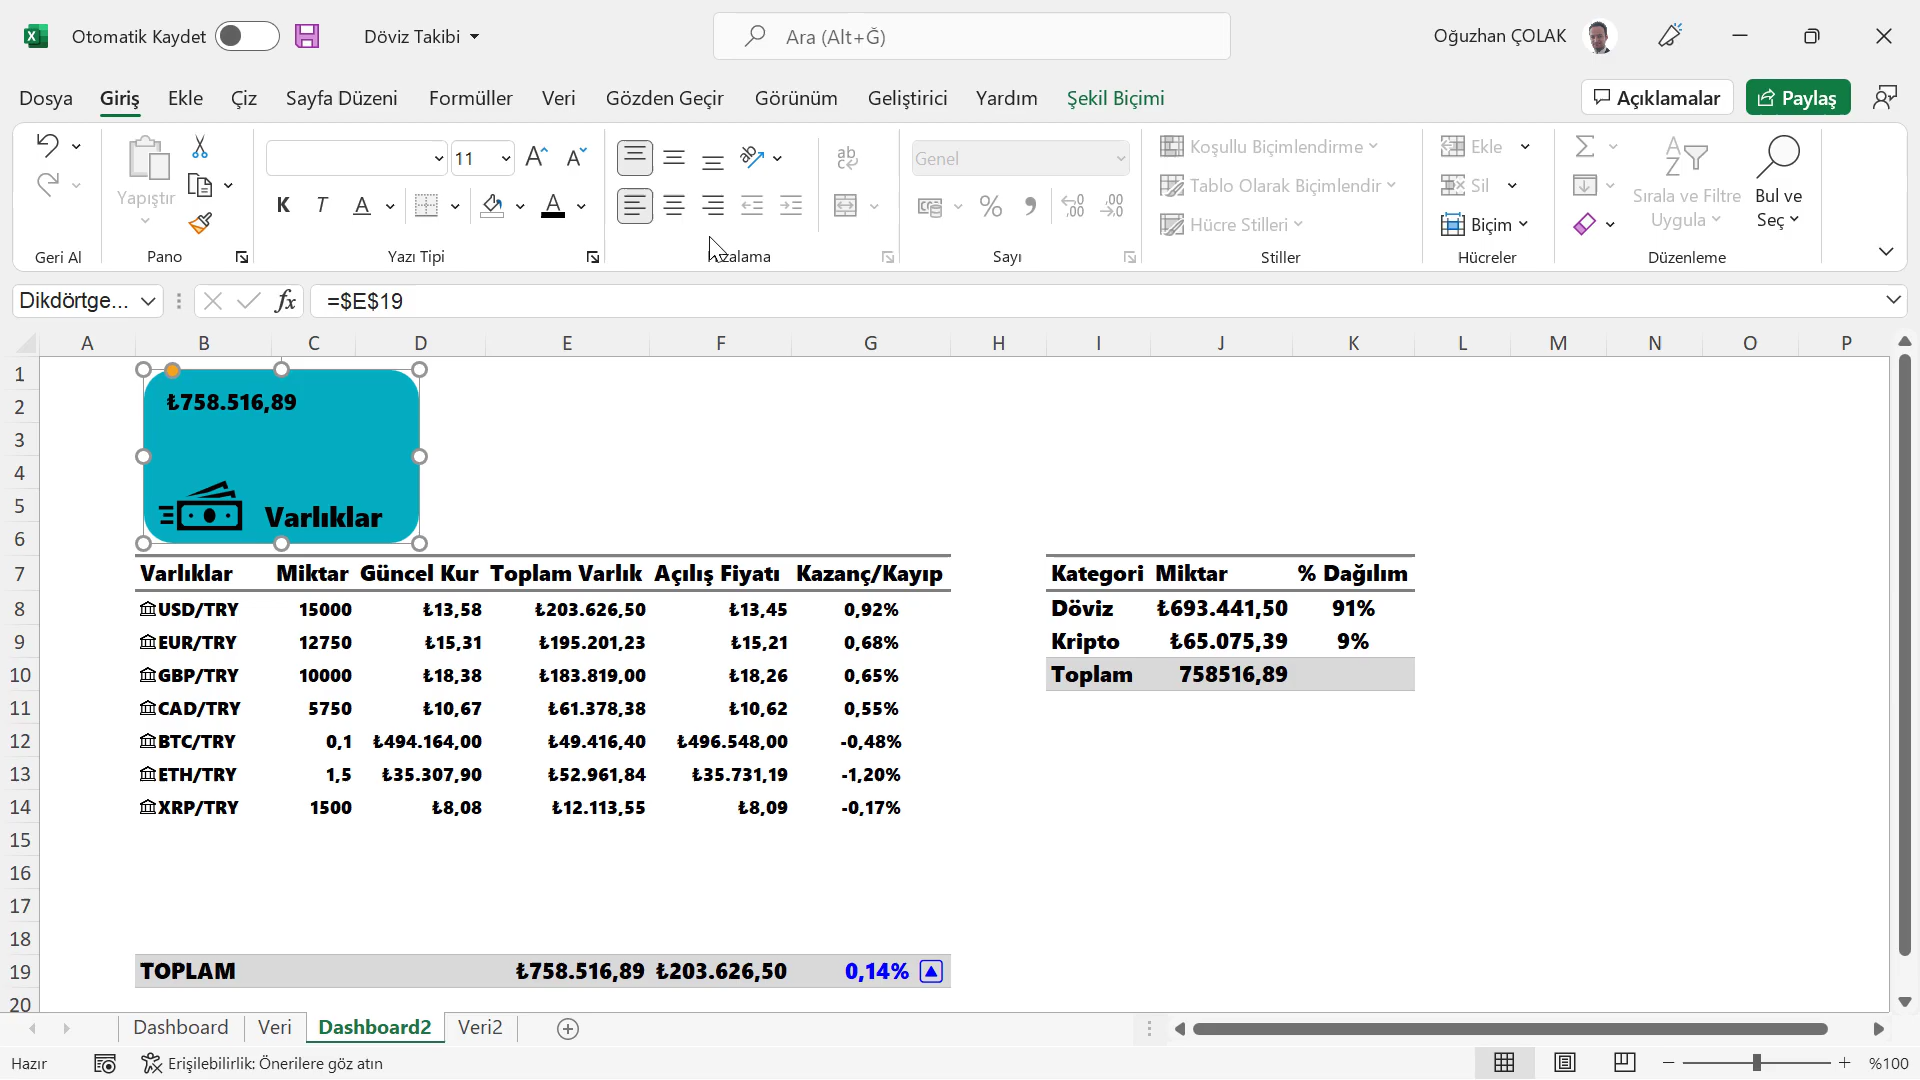 Otomatik Kaydet
Döviz Takibi
Ara (Alt+Ğ)
Oğuzhan ÇOLAK
Dosya Giriş Ekle Çiz Sayfa Düzeni Formüller Veri Gözden Geçir Görünüm Geliştirici Yardım Şekil Biçimi
Açıklamalar Paylaş
Yapıştır
11
K T A
ab
Genel
Koşullu Biçimlendirme
Tablo Olarak Biçimlendir
Hücre Stilleri
Ekle
Sil
Biçim
Sırala ve Filtre Uygula
Bul ve Seç
Geri Al Pano Yazı Tipi Sayı Stiller Hücreler Düzenleme
Dikdörtge... fx =$E$19
A B C D E F G H I J K L M N O P
1
2
3
4
5
6
7
8
9
10
11
12
13
14
15
16
17
18
19
20
₺758.516,89
Varlıklar
Varlıklar Miktar Güncel Kur Toplam Varlık Açılış Fiyatı Kazanç/Kayıp
USD/TRY 15000 ₺13,58 ₺203.626,50 ₺13,45 0,92%
EUR/TRY 12750 ₺15,31 ₺195.201,23 ₺15,21 0,68%
GBP/TRY 10000 ₺18,38 ₺183.819,00 ₺18,26 0,65%
CAD/TRY 5750 ₺10,67 ₺61.378,38 ₺10,62 0,55%
BTC/TRY 0,1 ₺494.164,00 ₺49.416,40 ₺496.548,00 -0,48%
ETH/TRY 1,5 ₺35.307,90 ₺52.961,84 ₺35.731,19 -1,20%
XRP/TRY 1500 ₺8,08 ₺12.113,55 ₺8,09 -0,17%
TOPLAM ₺758.516,89 ₺203.626,50 0,14%
Kategori Miktar % Dağılım
Döviz ₺693.441,50 91%
Kripto ₺65.075,39 9%
Toplam 758516,89
Dashboard Veri Dashboard2 Veri2
Hazır
Erişilebilirlik: Önerilere göz atın
%100